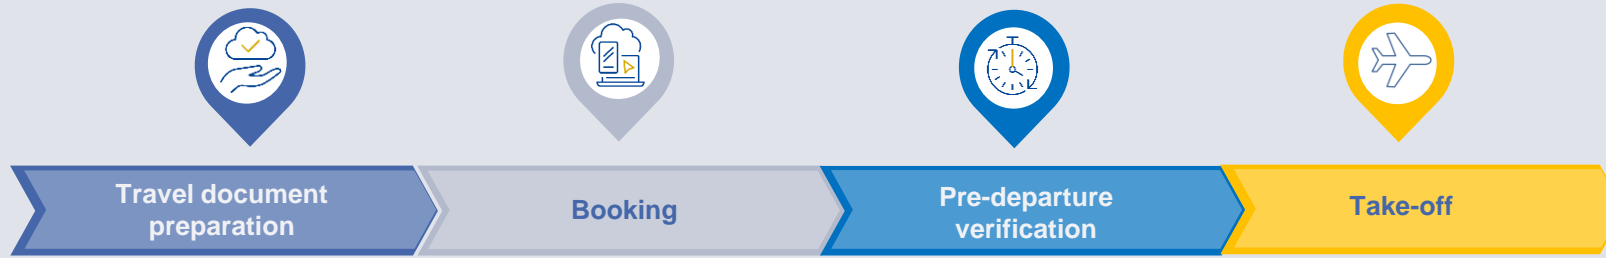 Travel document
preparation
Booking
Pre-departure
verification
Take-off